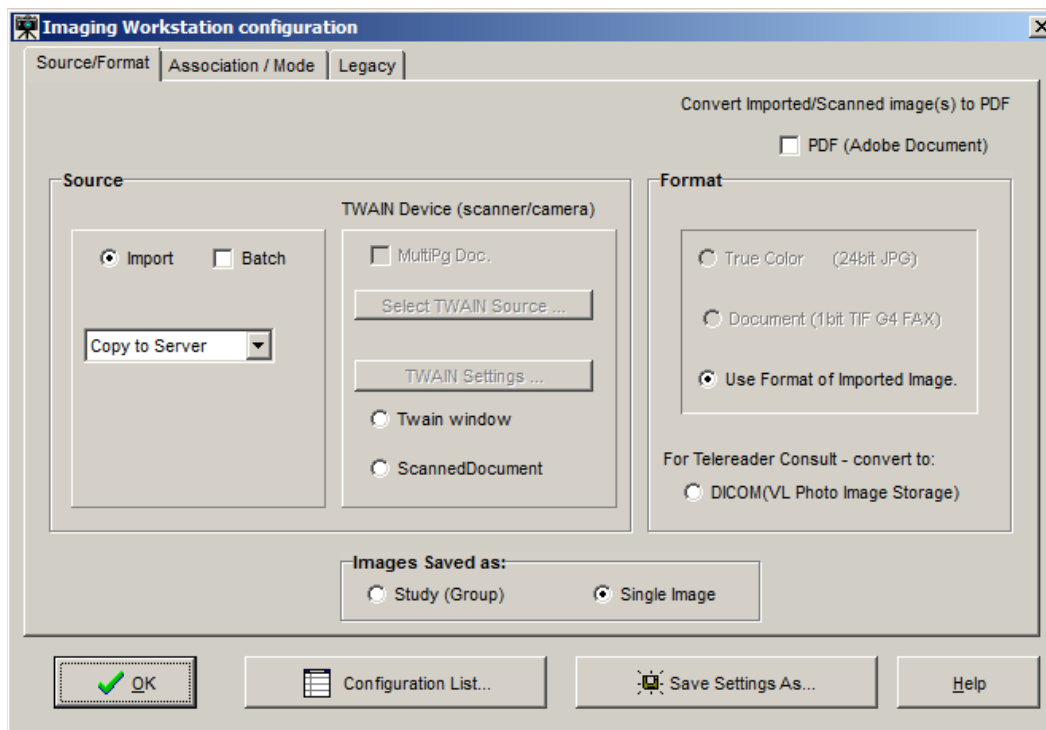 Imaging Workstation configuration
Source/Format Association / Mode Legacy
Convert Imported/Scanned image(s) to PDF
PDF (Adobe Document)
Source
TWAIN Device (scanner/camera)
Import Batch
MultiPg Doc.
Select TWAIN Source ...
Copy to Server
TWAIN Settings ...
Twain window
ScannedDocument
Format
True Color (24bit JPG)
Document (1bit TIF G4 FAX)
Use Format of Imported Image.
For Telereader Consult - convert to:
DICOM(VL Photo Image Storage)
Images Saved as:
Study (Group) Single Image
OK Configuration List... Save Settings As... Help